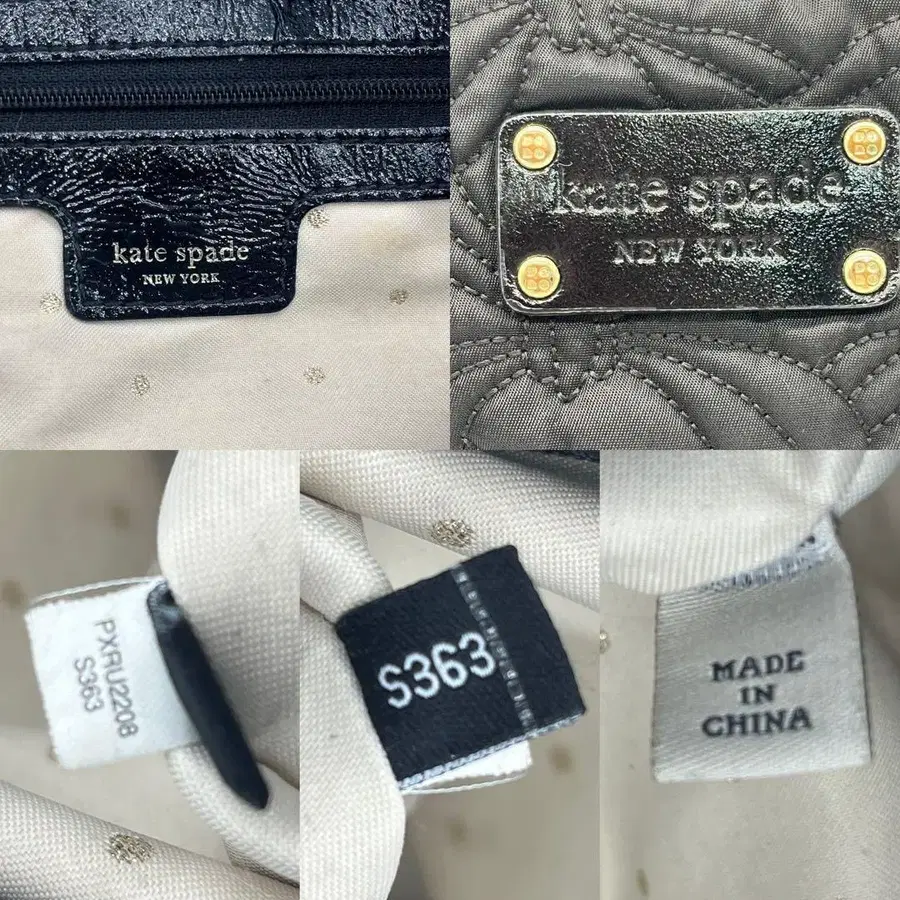 kate spade
NEW YORK
kate spade
NEW YORK
PXRU2208
S363
S363
MADE
IN
CHINA